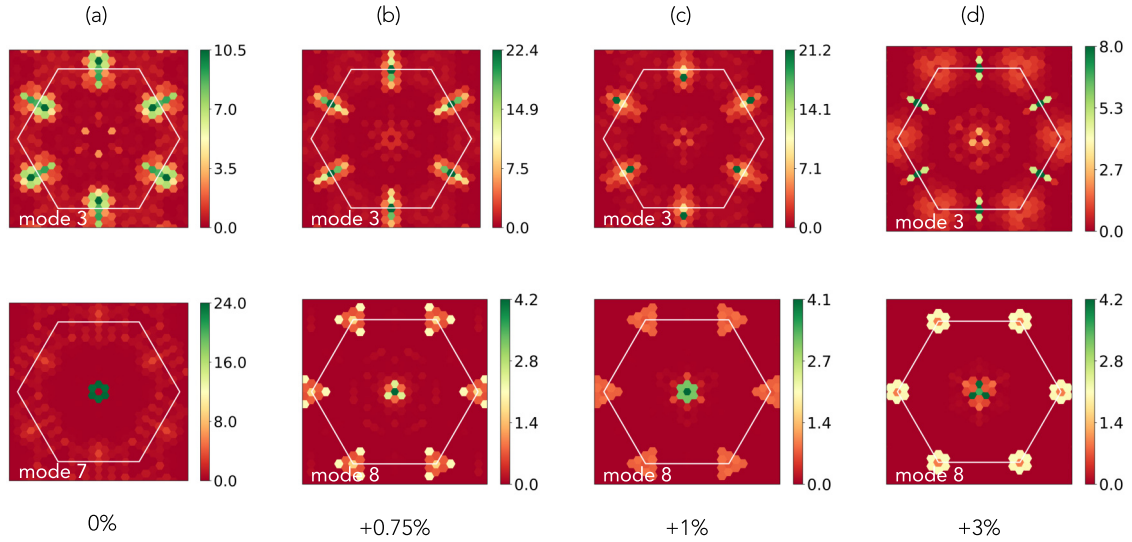 (a) (b) (c) (d)
10.5 22.4 21.2 8.0
7.0 14.9 14.1 5.3
3.5 7.5 7.1 2.7
0.0 0.0 0.0 0.0
mode 3 mode 3 mode 3 mode 3
24.0 4.2 4.1 4.2
16.0 2.8 2.7 2.8
8.0 1.4 1.4 1.4
0.0 0.0 0.0 0.0
mode 7 mode 8 mode 8 mode 8
0% +0.75% +1% +3%